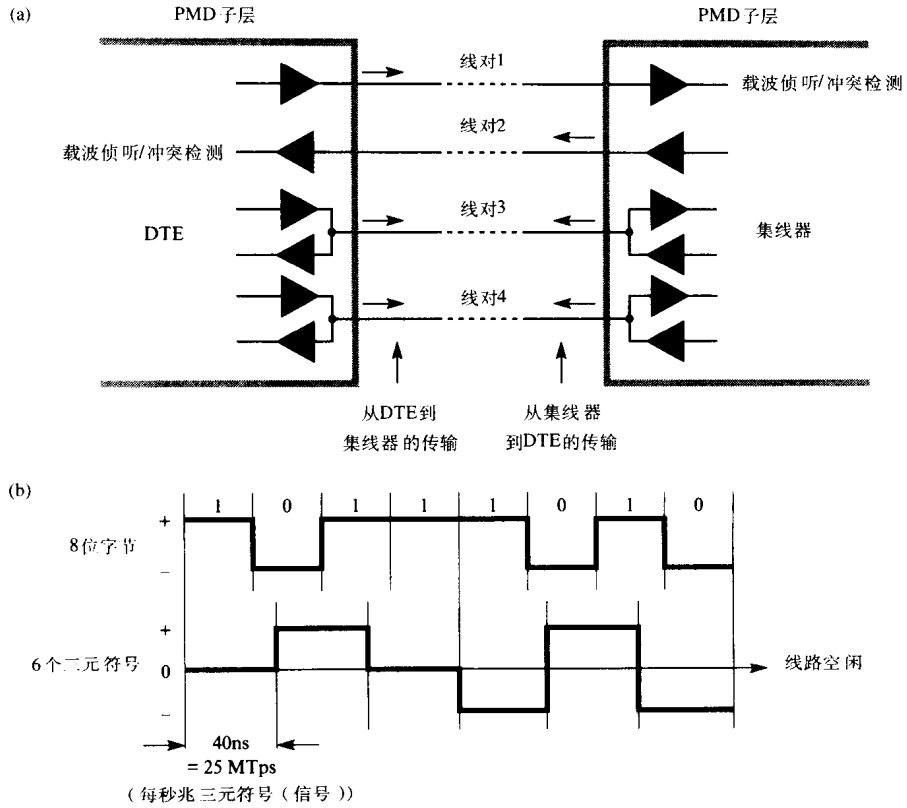 (a)
PMD子层
PMD子层
线对1
载波侦听/冲突检测
线对2
载波侦听/冲突检测
线对3
DTE
集线器
线对4
从DTE到
集线器的传输
从集线器
到DTE的传输
(b)
1 0 1 1 1 0 1 0
+
8位字节
−
+
6个二元符号
0
线路空闲
−
40ns
= 25 MTps
(每秒兆三元符号(信号))